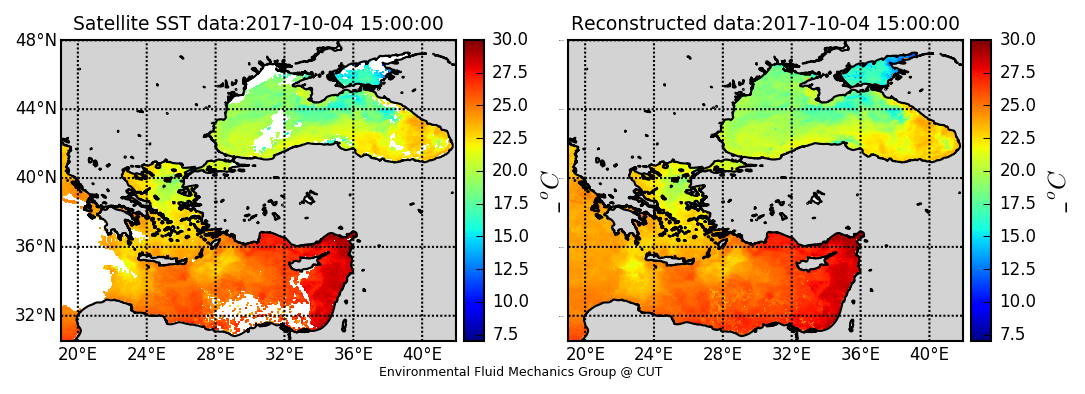 Satellite SST data:2017-10-04 15:00:00
Reconstructed data:2017-10-04 15:00:00
48°N
44°N
40°N
36°N
32°N
20°E 24°E 28°E 32°E 36°E 40°E
30.0
27.5
25.0
22.5
20.0
17.5
15.0
12.5
10.0
7.5
°C
20°E 24°E 28°E 32°E 36°E 40°E
30.0
27.5
25.0
22.5
20.0
17.5
15.0
12.5
10.0
7.5
°C
Environmental Fluid Mechanics Group @ CUT